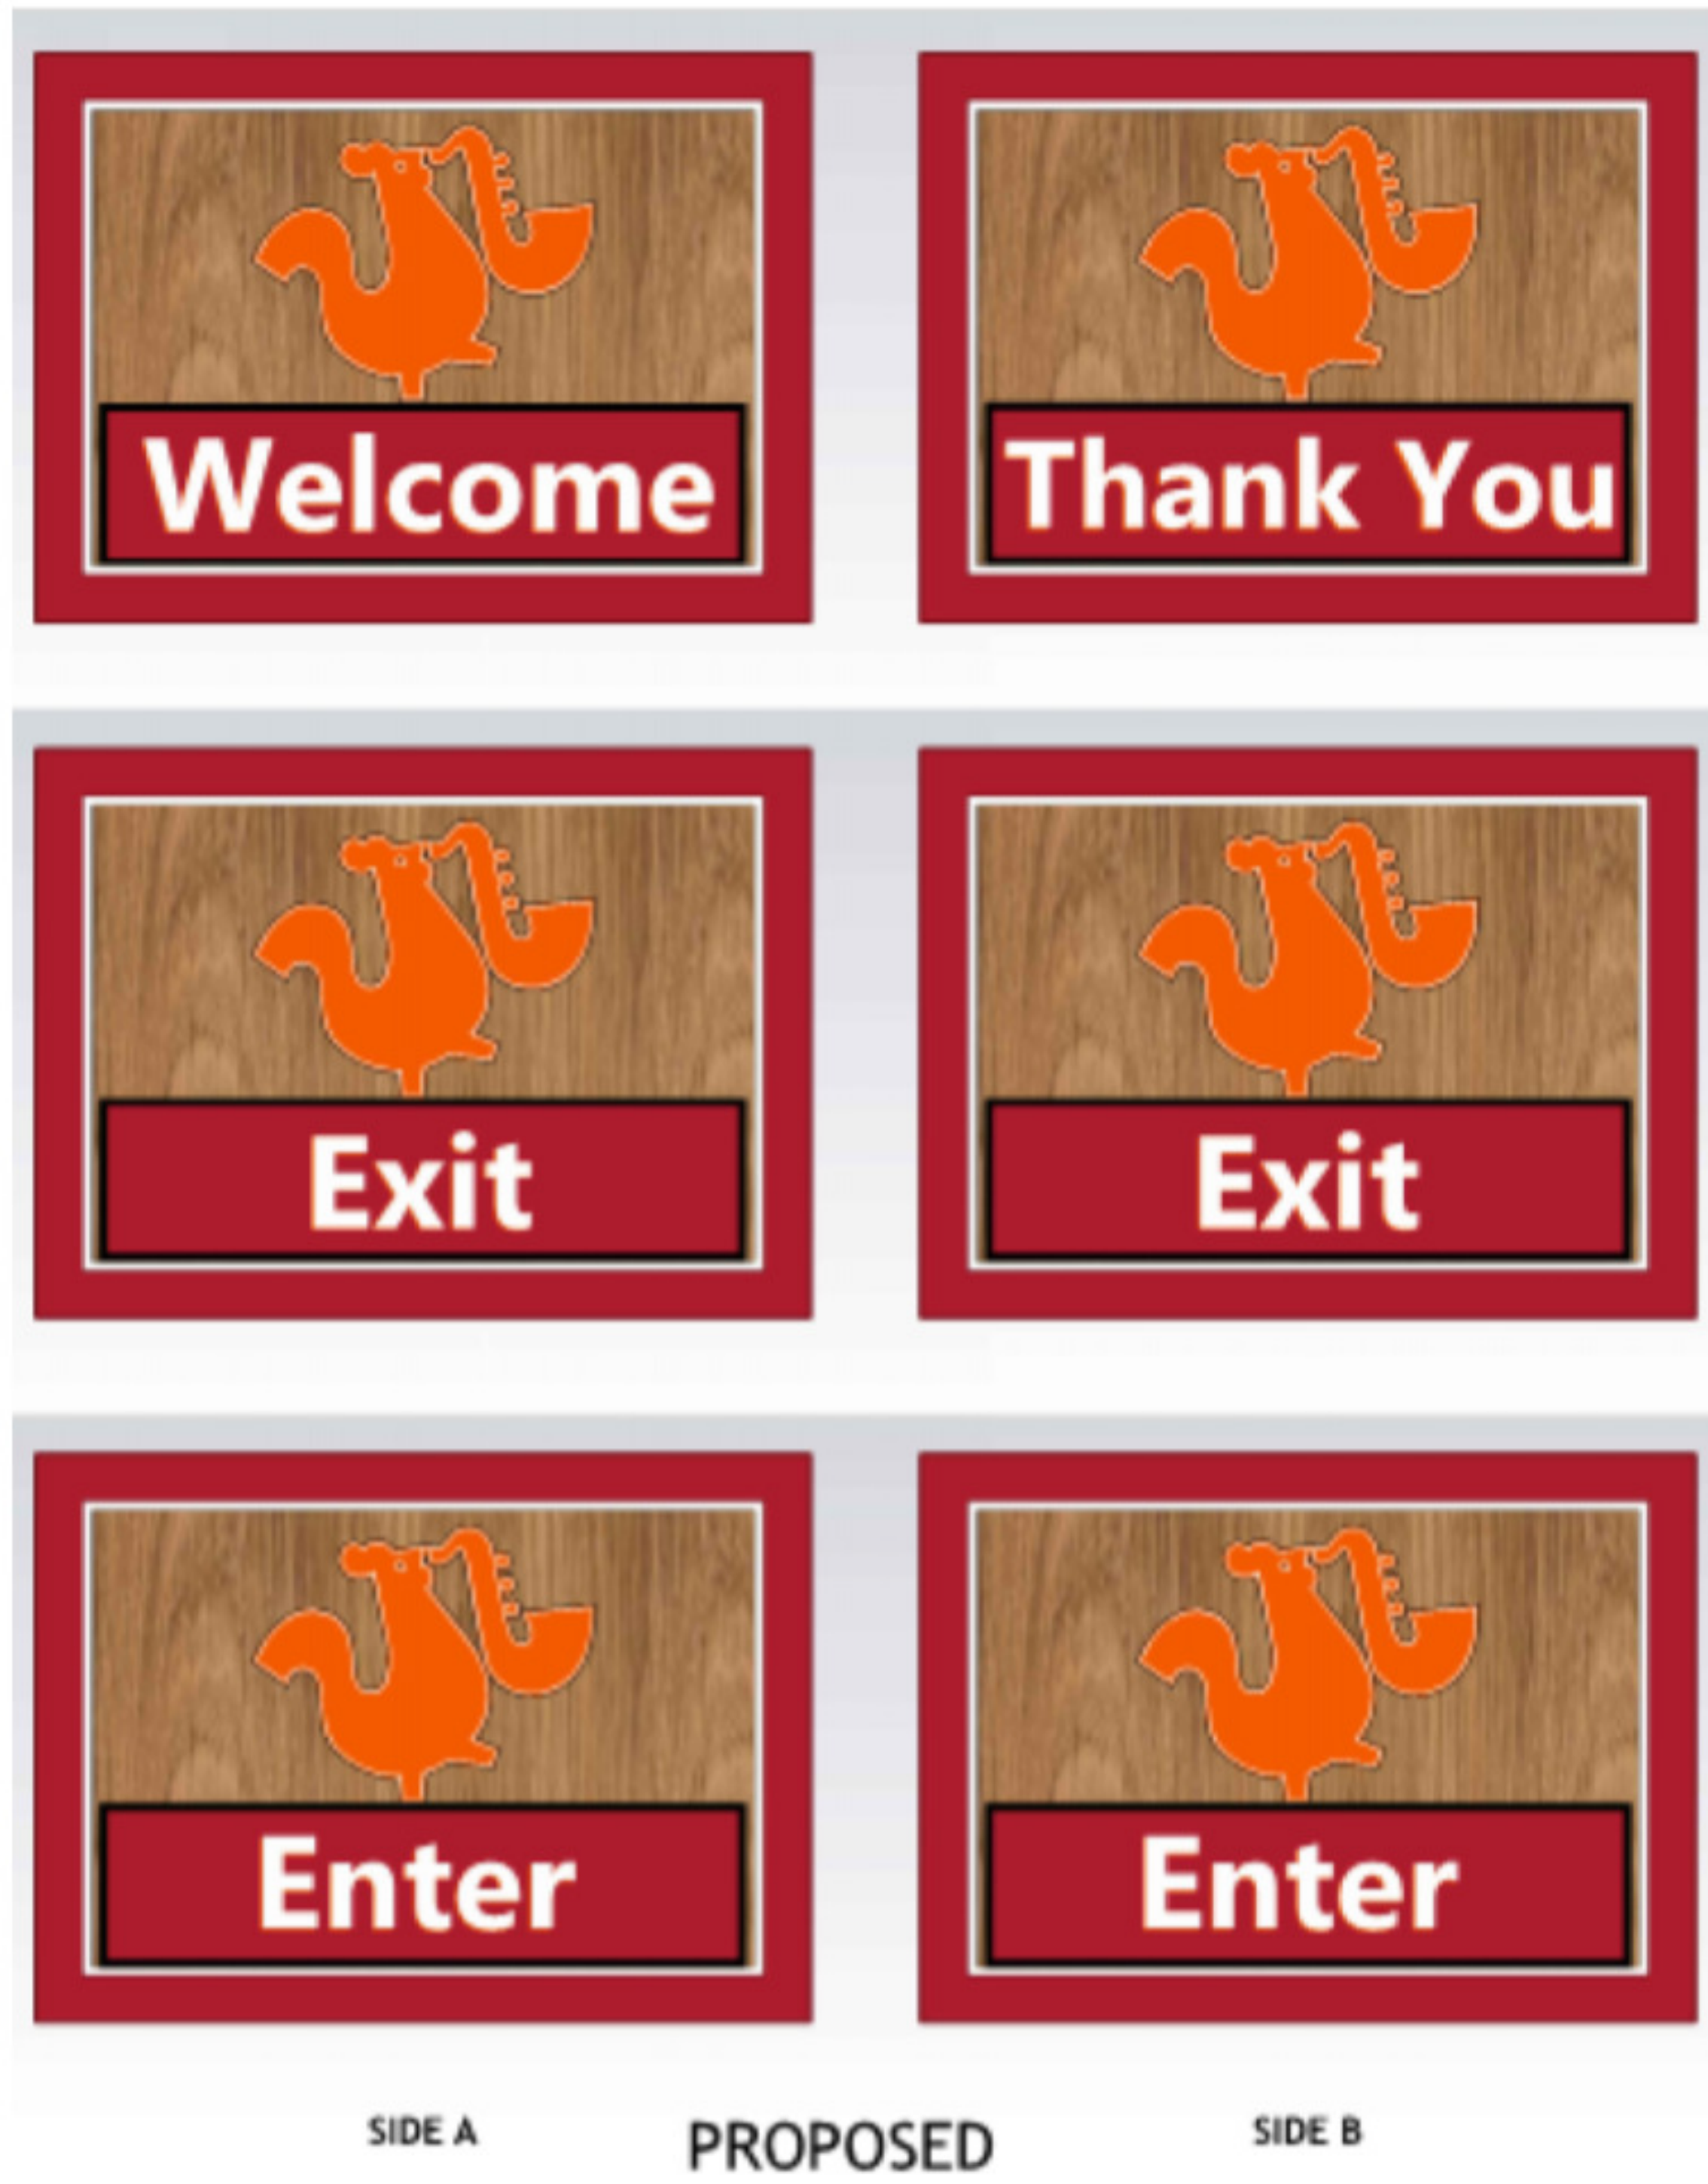 Welcome
Thank You
Exit
Exit
Enter
Enter
SIDE A
PROPOSED
SIDE B